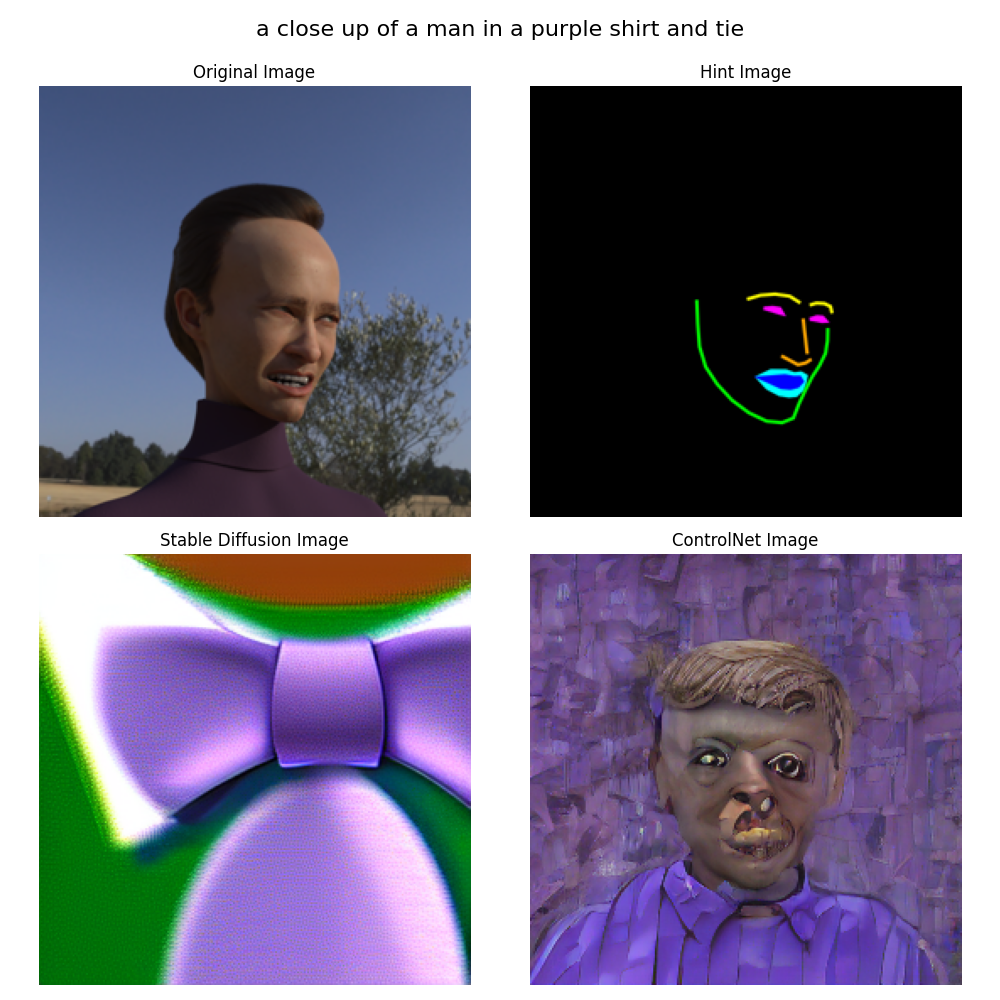 a close up of a man in a purple shirt and tie
Original Image
Hint Image
Stable Diffusion Image
ControlNet Image